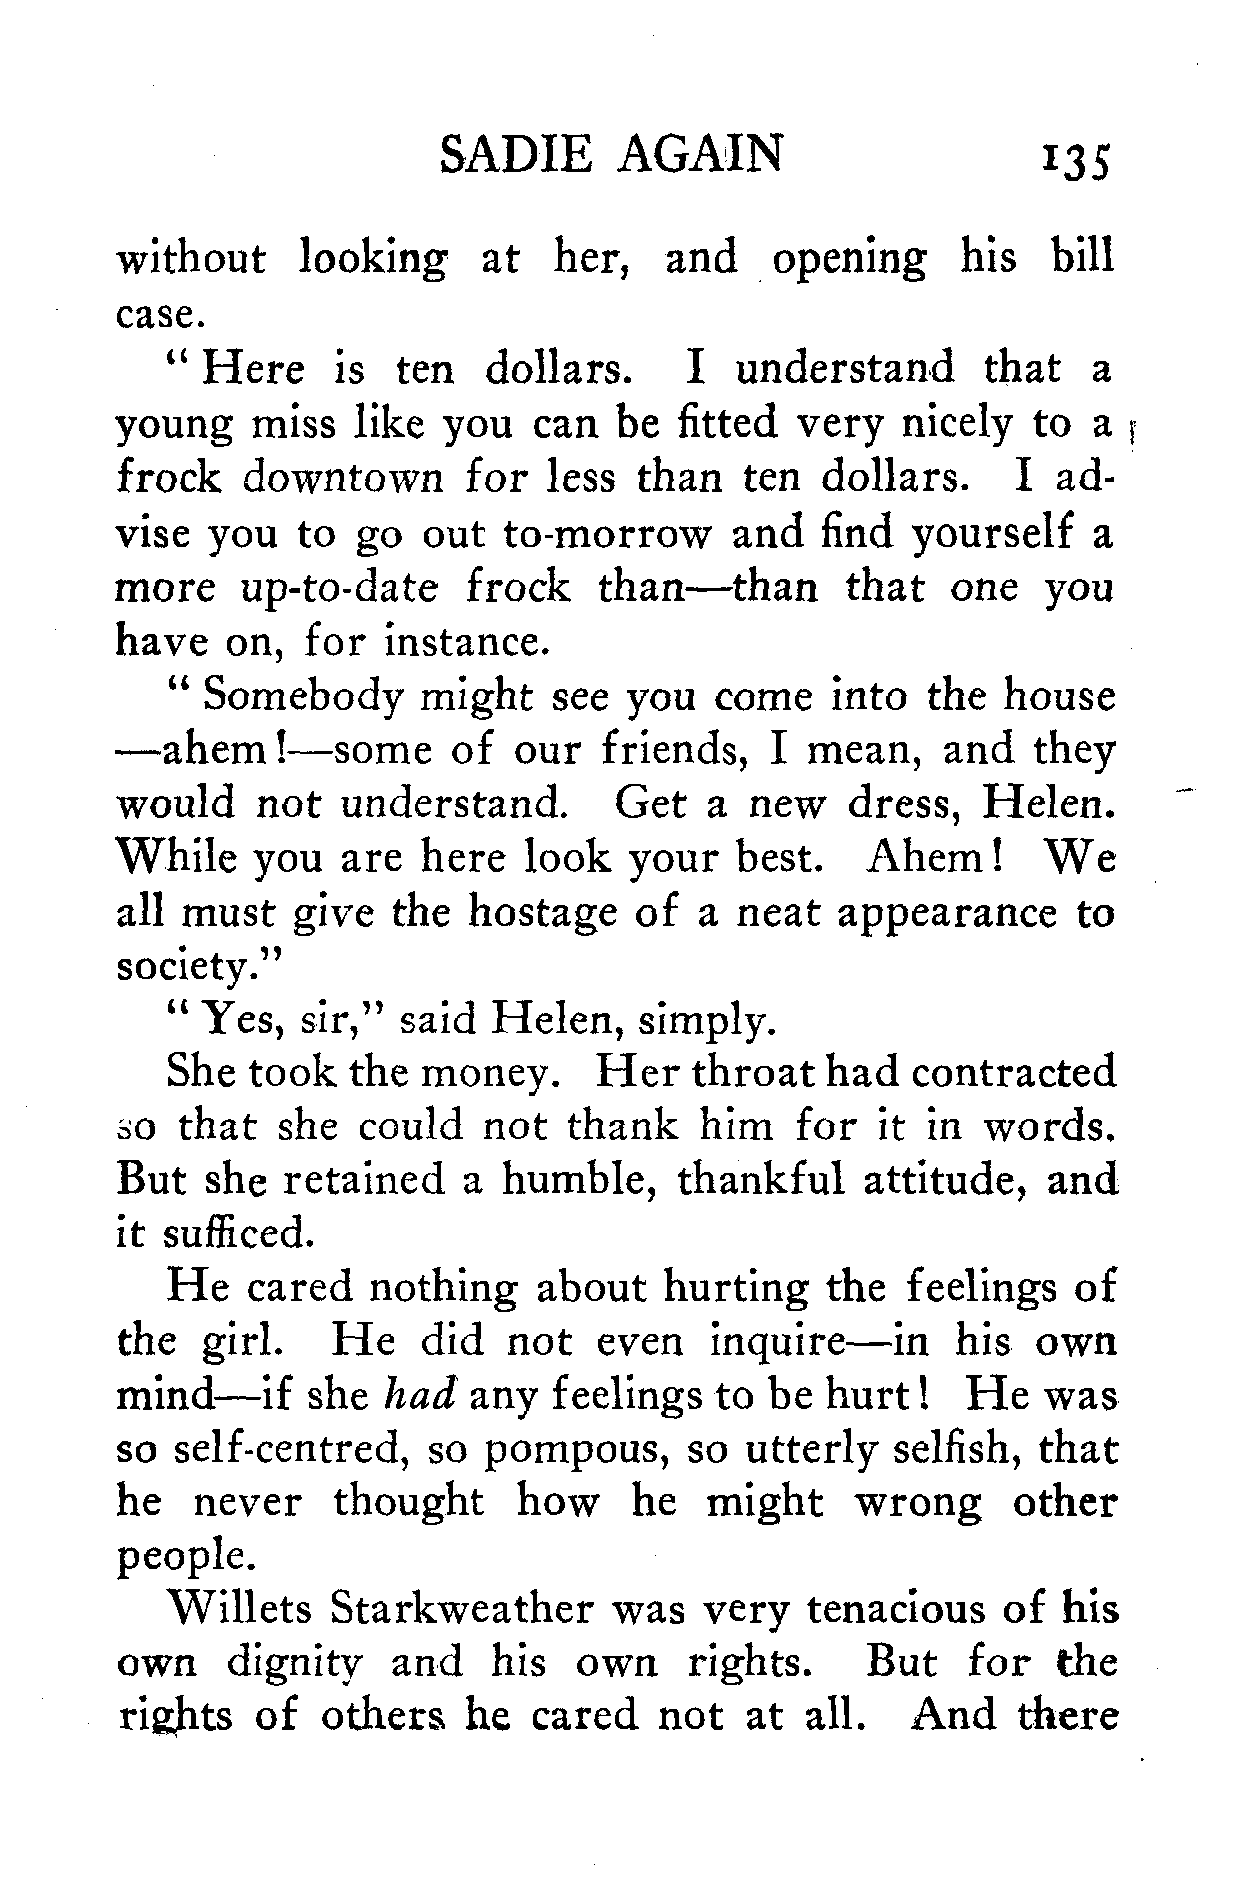 SADIE AGAIN 135
without looking at her, and opening his bill
case.
“ Here is ten dollars. I understand that a
young miss like you can be fitted very nicely to a
frock downtown for less than ten dollars. I ad-
vise you to go out to-morrow and find yourself a
more up-to-date frock than—than that one you
have on, for instance.
“ Somebody might see you come into the house
—ahem !—some of our friends, I mean, and they
would not understand. Get a new dress, Helen.
While you are here look your best. Ahem ! We
all must give the hostage of a neat appearance to
society.”
“ Yes, sir,” said Helen, simply.
She took the money. Her throat had contracted
so that she could not thank him for it in words.
But she retained a humble, thankful attitude, and
it sufficed.
He cared nothing about hurting the feelings of
the girl. He did not even inquire—in his own
mind—if she had any feelings to be hurt ! He was
so self-centred, so pompous, so utterly selfish, that
he never thought how he might wrong other
people.
Willets Starkweather was very tenacious of his
own dignity and his own rights. But for the
rights of others he cared not at all. And there